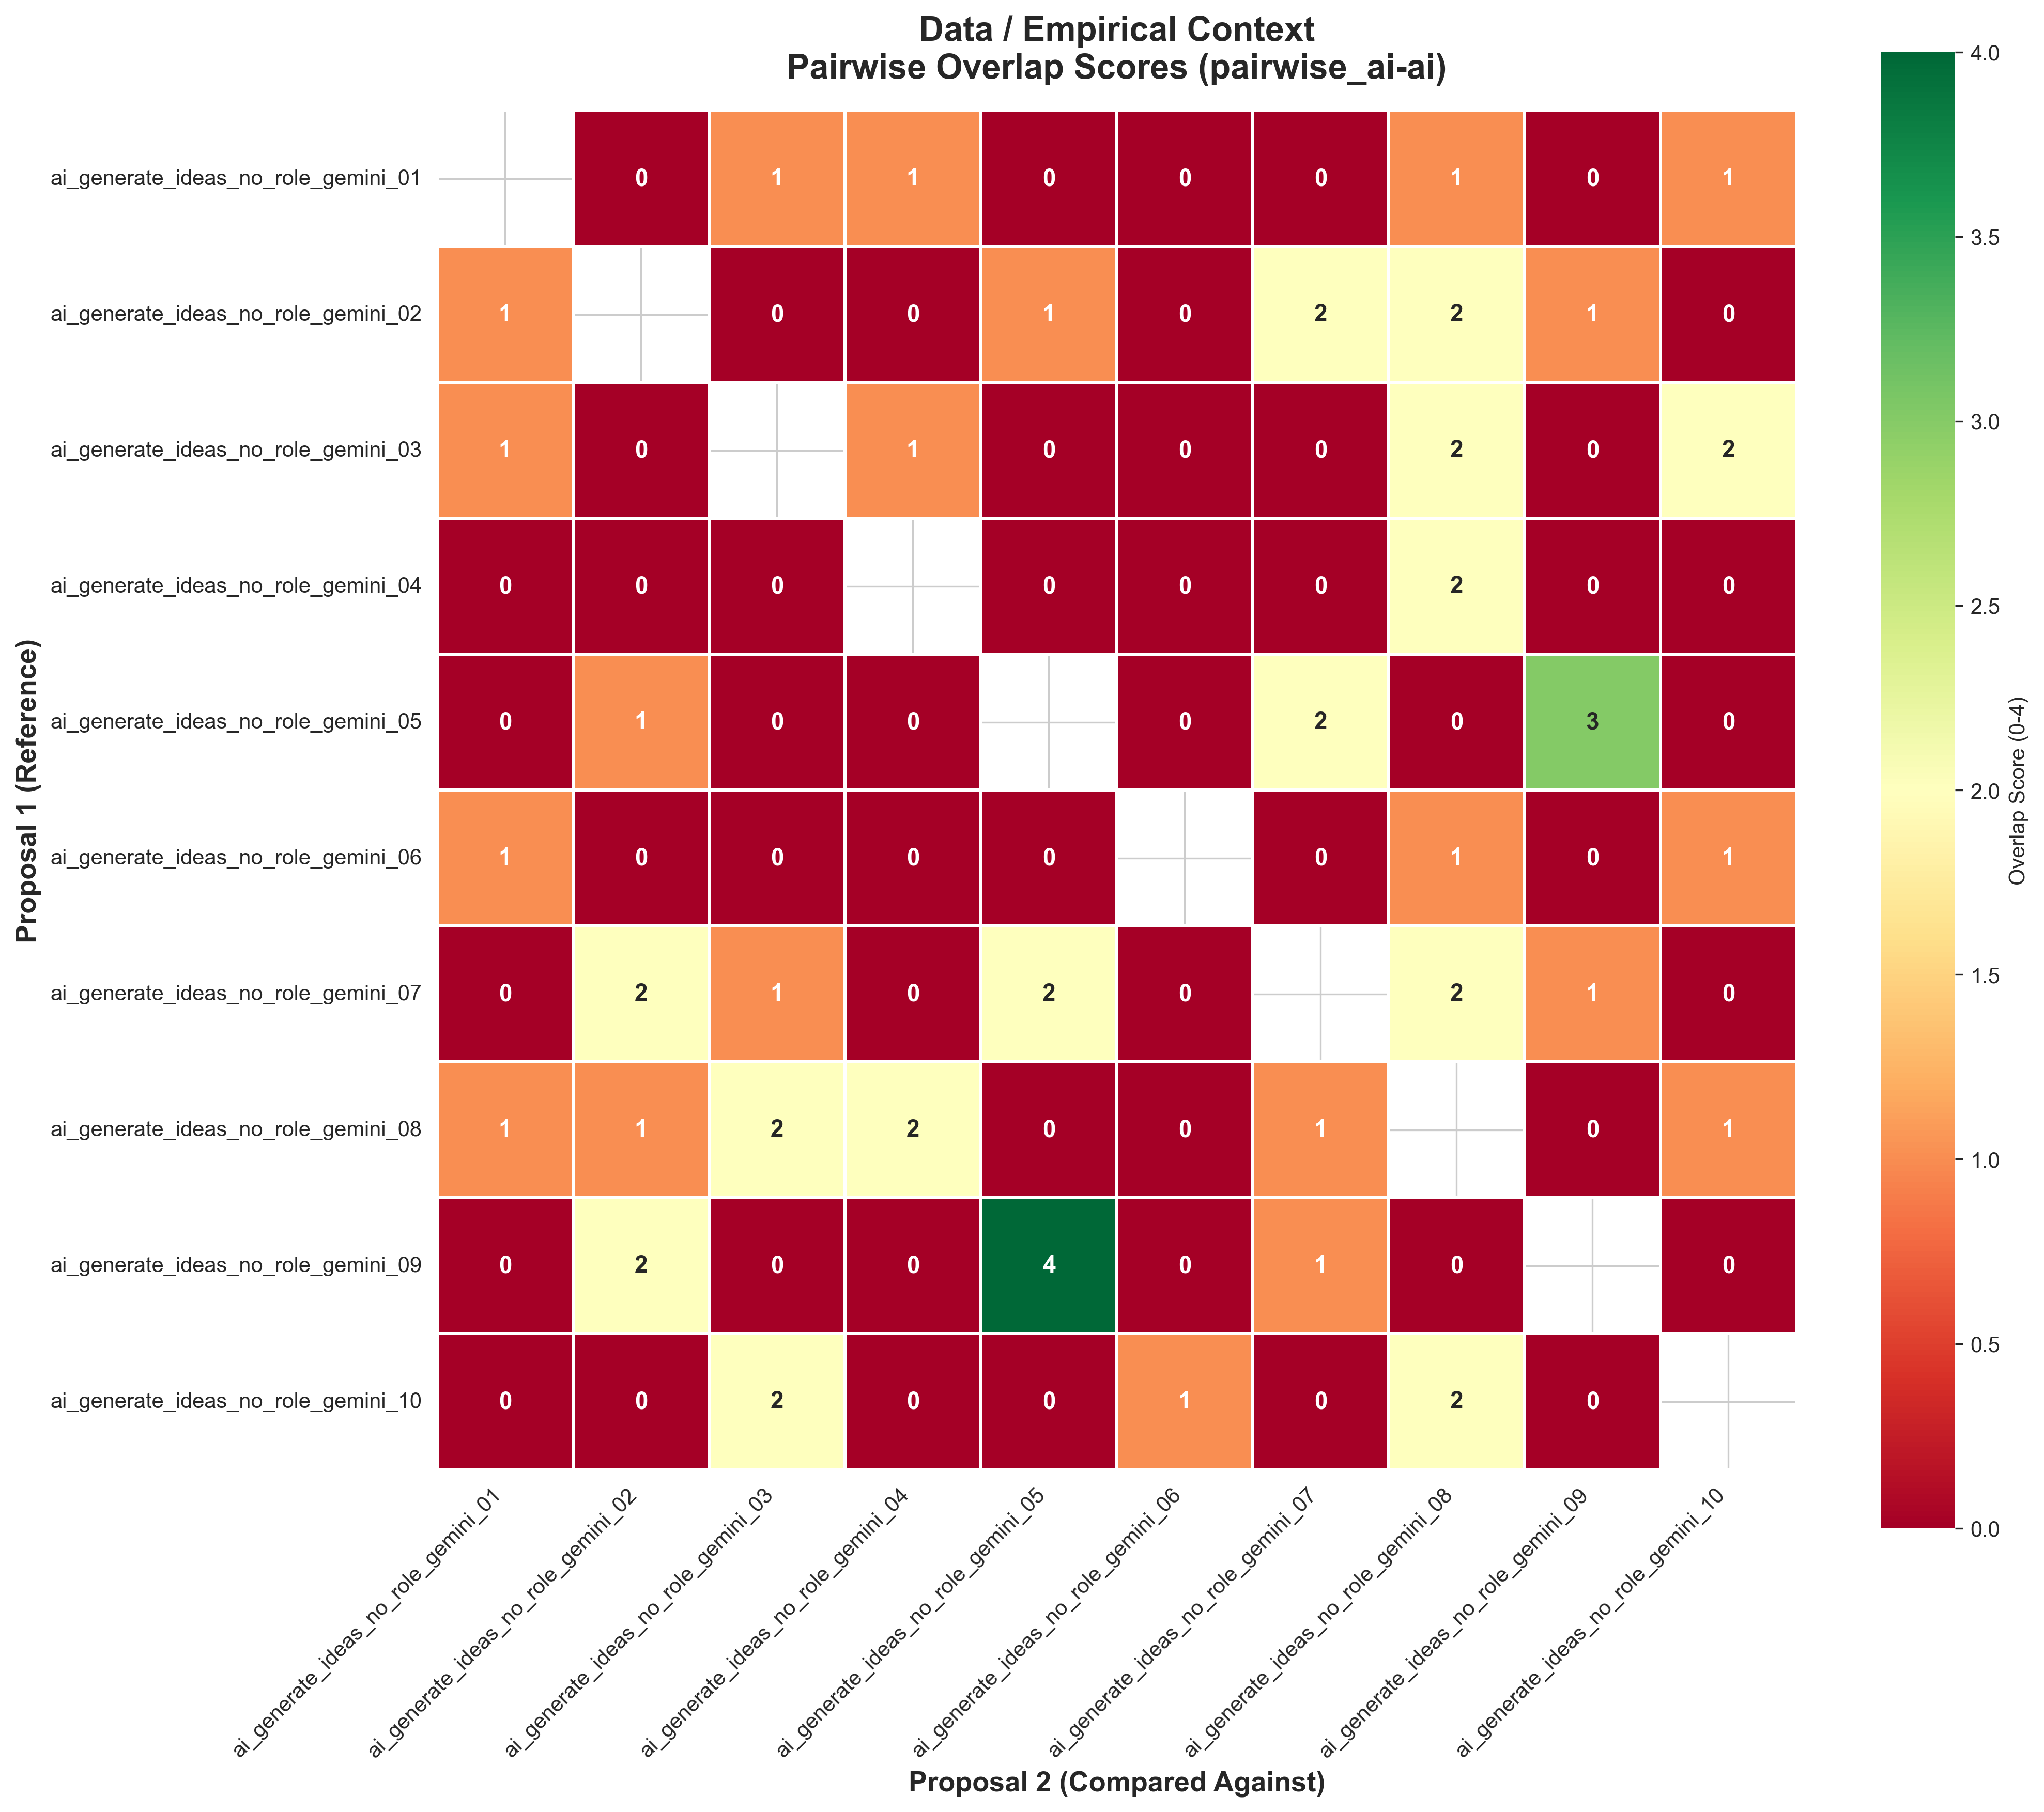 Data / Empirical Context
Pairwise Overlap Scores (pairwise_ai-ai)
Proposal 1 (Reference)
ai_generate_ideas_no_role_gemini_01 0 1 1 0 0 0 1 0 1
ai_generate_ideas_no_role_gemini_02 1 0 0 1 0 2 2 1 0
ai_generate_ideas_no_role_gemini_03 1 0 1 0 0 0 2 0 2
ai_generate_ideas_no_role_gemini_04 0 0 0 0 0 0 2 0 0
ai_generate_ideas_no_role_gemini_05 0 1 0 0 0 2 0 3 0
ai_generate_ideas_no_role_gemini_06 1 0 0 0 0 0 1 0 1
ai_generate_ideas_no_role_gemini_07 0 2 1 0 2 0 2 1 0
ai_generate_ideas_no_role_gemini_08 1 1 2 2 0 0 1 0 1
ai_generate_ideas_no_role_gemini_09 0 2 0 0 4 0 1 0 0
ai_generate_ideas_no_role_gemini_10 0 0 2 0 0 1 0 2 0
ai_generate_ideas_no_role_gemini_01
ai_generate_ideas_no_role_gemini_02
ai_generate_ideas_no_role_gemini_03
ai_generate_ideas_no_role_gemini_04
ai_generate_ideas_no_role_gemini_05
ai_generate_ideas_no_role_gemini_06
ai_generate_ideas_no_role_gemini_07
ai_generate_ideas_no_role_gemini_08
ai_generate_ideas_no_role_gemini_09
ai_generate_ideas_no_role_gemini_10
Proposal 2 (Compared Against)
4.0
3.5
3.0
2.5
2.0
1.5
1.0
0.5
0.0
Overlap Score (0-4)